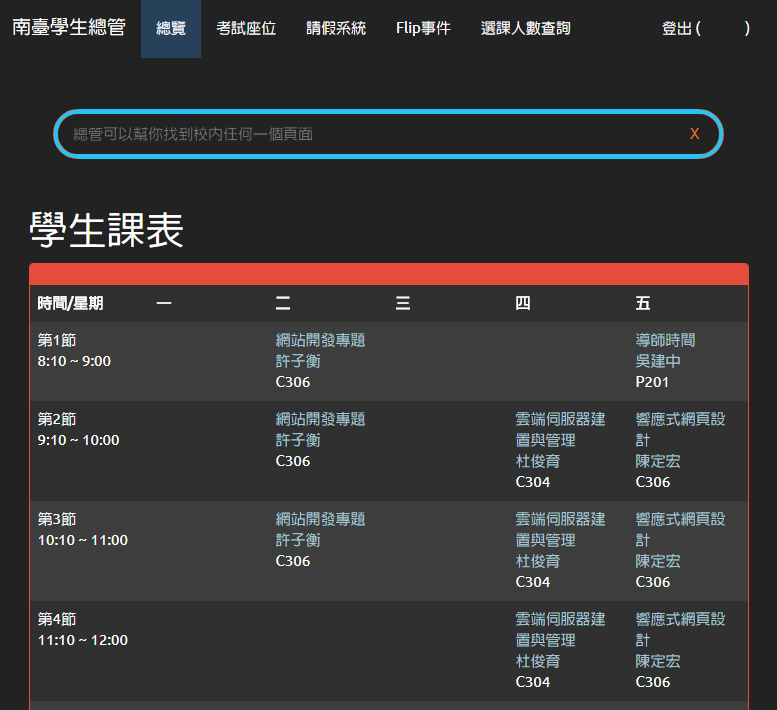 南臺學生總管 總覽 考試座位 請假系統 Flip事件 選課人數查詢 登出 ( )
總管可以幫你找到校內任何一個頁面 X
學生課表
時間/星期 一 二 三 四 五
第1節 網站開發專題 導師時間
8:10 ~ 9:00 許子衡 吳建中
C306 P201
第2節 網站開發專題 雲端伺服器建 響應式網頁設
9:10 ~ 10:00 許子衡 置與管理 計
C306 杜俊育 陳定宏
C304 C306
第3節 網站開發專題 雲端伺服器建 響應式網頁設
10:10 ~ 11:00 許子衡 置與管理 計
C306 杜俊育 陳定宏
C304 C306
第4節 雲端伺服器建 響應式網頁設
11:10 ~ 12:00 置與管理 計
杜俊育 陳定宏
C304 C306